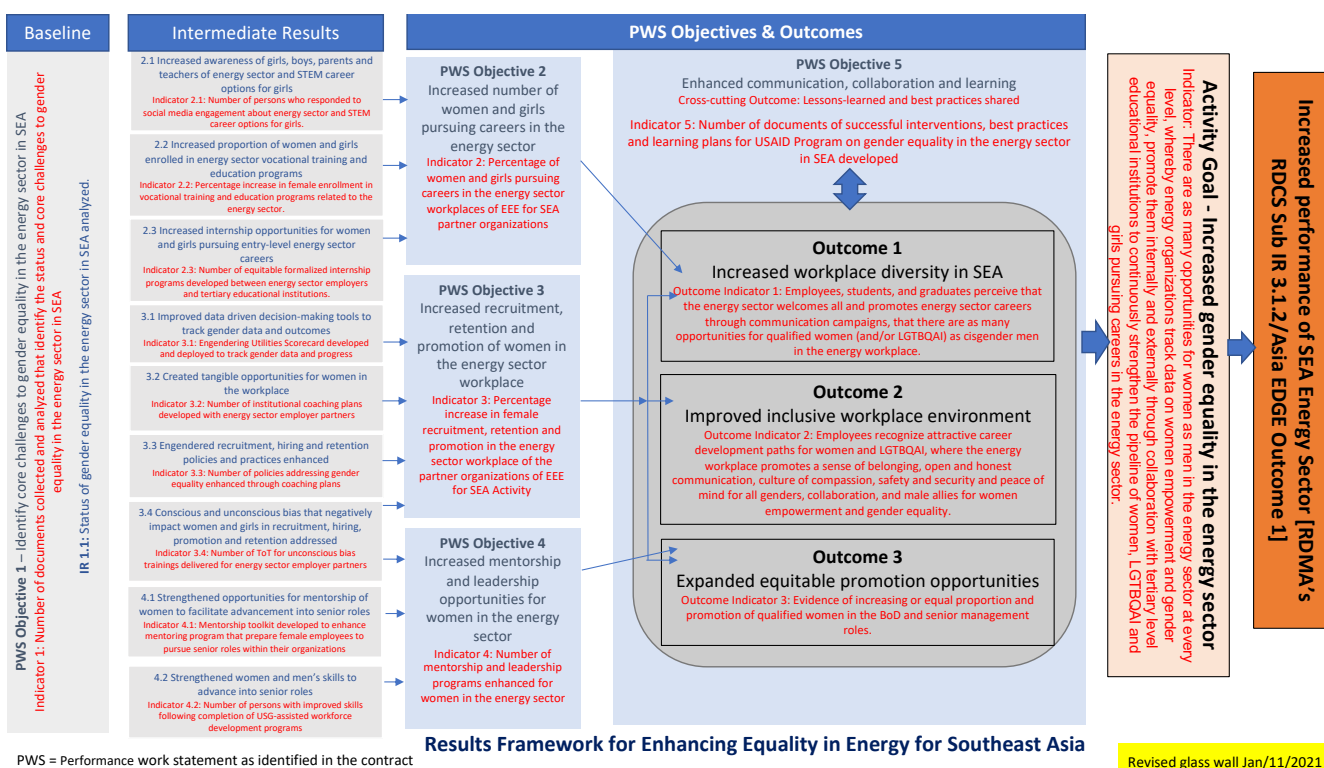 Baseline
PWS Objective 1 – Identify core challenges to gender equality in the energy sector in SEA
Indicator 1: Number of documents collected and analyzed that identify the status and core challenges to gender
equality in the energy sector in SEA
IR 1.1: Status of gender equality in the energy sector in SEA analyzed.
Intermediate Results
2.1 Increased awareness of girls, boys, parents and
teachers of energy sector and STEM career
options for girls
Indicator 2.1: Number of persons who responded to
social media engagement about energy sector and STEM
career options for girls.
2.2 Increased proportion of women and girls
enrolled in energy sector vocational training and
education programs
Indicator 2.2: Percentage increase in female enrollment in
vocational training and education programs related to the
energy sector.
2.3 Increased internship opportunities for women
and girls pursuing entry-level energy sector
careers
Indicator 2.3: Number of equitable formalized internship
programs developed between energy sector employers
and tertiary educational institutions.
3.1 Improved data driven decision-making tools to
track gender data and outcomes
Indicator 3.1: Engendering Utilities Scorecard developed
and deployed to track gender data and progress
3.2 Created tangible opportunities for women in
the workplace
Indicator 3.2: Number of institutional coaching plans
developed with energy sector employer partners
3.3 Engendered recruitment, hiring and retention
policies and practices enhanced
Indicator 3.3: Number of policies addressing gender
equality enhanced through coaching plans
3.4 Conscious and unconscious bias that negatively
impact women and girls in recruitment, hiring,
promotion and retention addressed
Indicator 3.4: Number of ToT for unconscious bias
trainings delivered for energy sector employer partners
4.1 Strengthened opportunities for mentorship of
women to facilitate advancement into senior roles
Indicator 4.1: Mentorship toolkit developed to enhance
mentoring program that prepare female employees to
pursue senior roles within their organizations
4.2 Strengthened women and men's skills to
advance into senior roles
Indicator 4.2: Number of persons with improved skills
following completion of USG-assisted workforce
development programs
PWS Objectives & Outcomes
PWS Objective 2
Increased number of
women and girls
pursuing careers in the
energy sector
Indicator 2: Percentage of
women and girls pursuing
careers in the energy sector
workplaces of EEE for SEA
partner organizations
PWS Objective 3
Increased recruitment,
retention and
promotion of women in
the energy sector
workplace
Indicator 3: Percentage
increase in female
recruitment, retention and
promotion in the energy
sector workplace of the
partner organizations of EEE
for SEA Activity
PWS Objective 4
Increased mentorship
and leadership
opportunities for
women in the energy
sector
Indicator 4: Number of
mentorship and leadership
programs enhanced for
women in the energy sector
PWS Objective 5
Enhanced communication, collaboration and learning
Cross-cutting Outcome: Lessons-learned and best practices shared
Indicator 5: Number of documents of successful interventions, best practices
and learning plans for USAID Program on gender equality in the energy sector
in SEA developed
Outcome 1
Increased workplace diversity in SEA
Outcome Indicator 1: Employees, students, and graduates perceive that
the energy sector welcomes all and promotes energy sector careers
through communication campaigns, that there are as many
opportunities for qualified women (and/or LGTBQAI) as cisgender men
in the energy workplace.
Outcome 2
Improved inclusive workplace environment
Outcome Indicator 2: Employees recognize attractive career
development paths for women and LGTBQAI, where the energy
workplace promotes a sense of belonging, open and honest
communication, culture of compassion, safety and security and peace of
mind for all genders, collaboration, and male allies for women
empowerment and gender equality.
Outcome 3
Expanded equitable promotion opportunities
Outcome Indicator 3: Evidence of increasing or equal proportion and
promotion of qualified women in the BoD and senior management
roles.
Activity Goal - Increased gender equality in the energy sector
Indicator: There are as many opportunities for women as men in the energy sector at every
level, whereby energy organizations track data on women empowerment and gender
equality, promote them internally and externally through collaboration with tertiary level
educational institutions to continuously strengthen the pipeline of women, LGTBQAI and
girls pursuing careers in the energy sector.
Increased performance of SEA Energy Sector [RDMA's
RDCS Sub IR 3.1.2/Asia EDGE Outcome 1]
Results Framework for Enhancing Equality in Energy for Southeast Asia
PWS = Performance work statement as identified in the contract
Revised glass wall Jan/11/2021